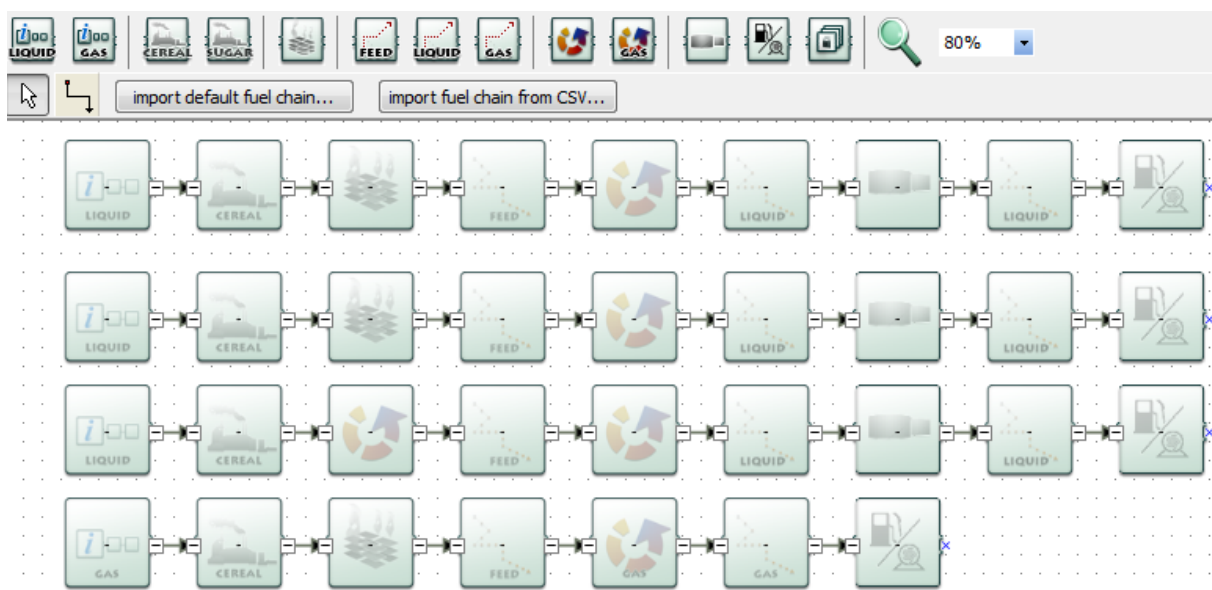 LIQUID GAS CEREAL SUGAR FEED LIQUID GAS GAS 80%
import default fuel chain... import fuel chain from CSV...
LIQUID CEREAL FEED LIQUID LIQUID
LIQUID CEREAL FEED LIQUID LIQUID
LIQUID CEREAL FEED LIQUID LIQUID
GAS CEREAL FEED GAS GAS